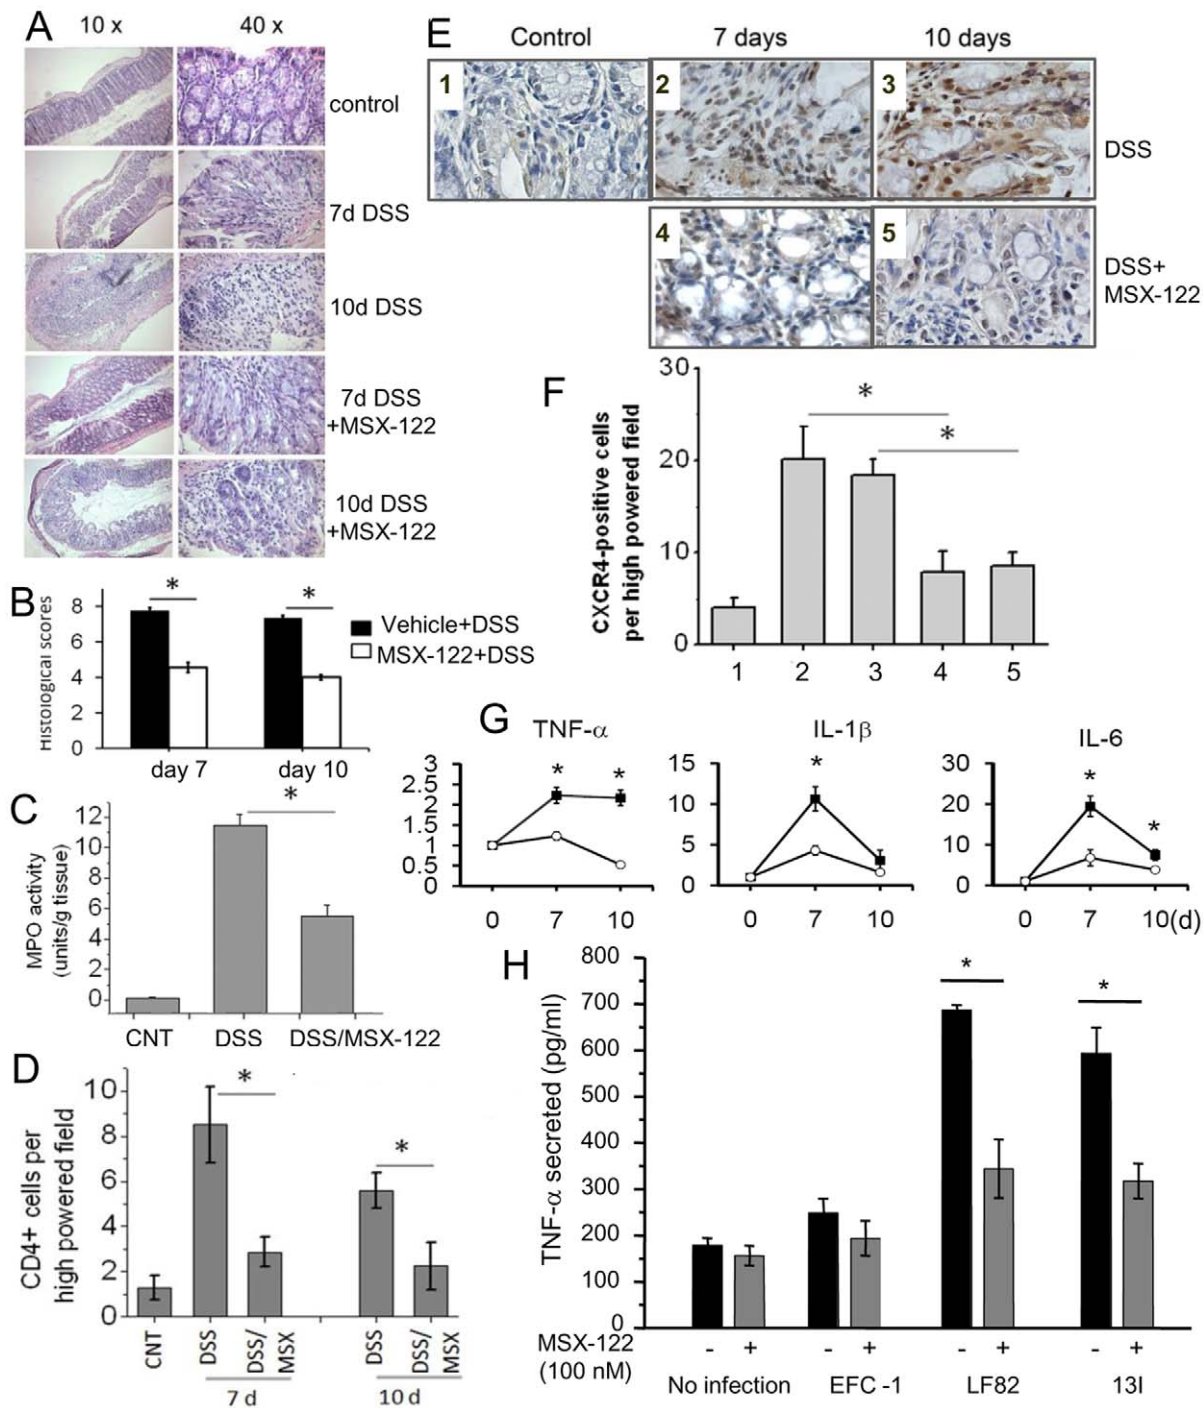 A
10 x
40 x
control
7d DSS
10d DSS
7d DSS
+MSX-122
10d DSS
+MSX-122
B
Histological scores
8
6
4
2
0
*
*
Vehicle+DSS
MSX-122+DSS
day 7
day 10
C
MPO activity
(units/g tissue)
12
10
8
6
4
2
0
*
CNT
DSS
DSS/MSX-122
D
CD4+ cells per
high powered field
10
8
6
4
2
0
*
*
CNT
DSS
DSS/
MSX
DSS
DSS/
MSX
7 d
10 d
E
Control
7 days
10 days
1
2
3
DSS
4
5
DSS+
MSX-122
F
CXCR4-positive cells
per high powered field
30
20
10
0
*
*
1
2
3
4
5
G
TNF-α
3
2.5
2
1.5
1
0.5
0
*
*
0
7
10
IL-1β
15
10
5
0
*
0
7
10
IL-6
30
20
10
0
*
*
0
7
10(d)
H
TNF-α secreted (pg/ml)
800
700
600
500
400
300
200
100
0
*
*
MSX-122
(100 nM)
- + - + - + - +
No infection
EFC -1
LF82
13I